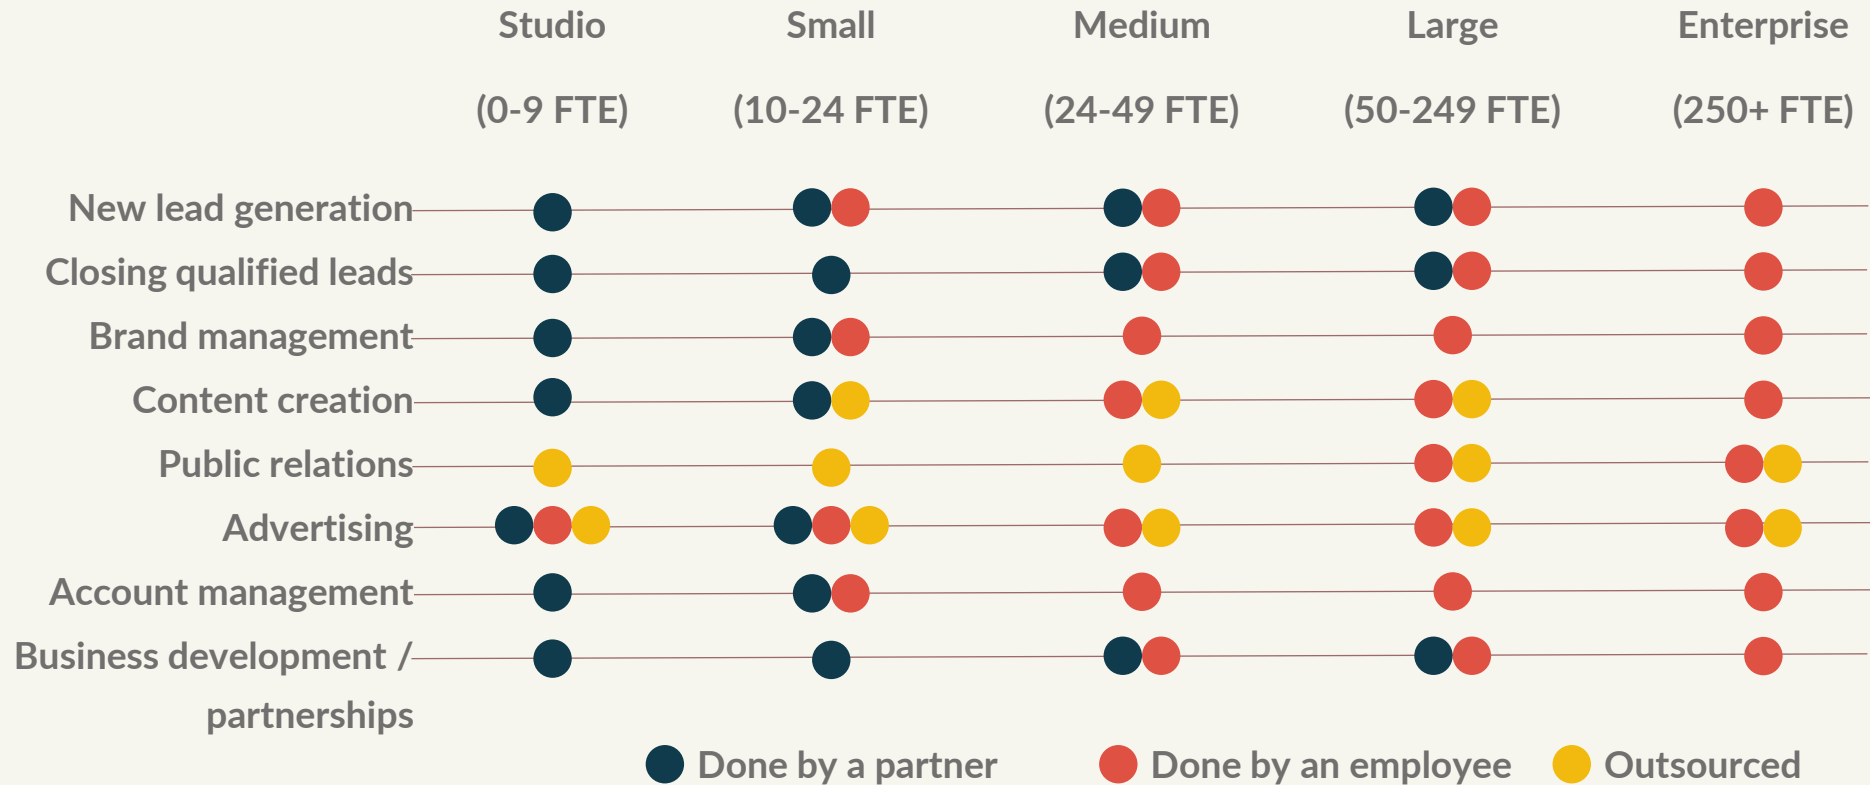 Studio Small Medium Large Enterprise
(0-9 FTE) (10-24 FTE) (24-49 FTE) (50-249 FTE) (250+ FTE)
New lead generation
Closing qualified leads
Brand management
Content creation
Public relations
Advertising
Account management
Business development /
partnerships
Done by a partner Done by an employee Outsourced